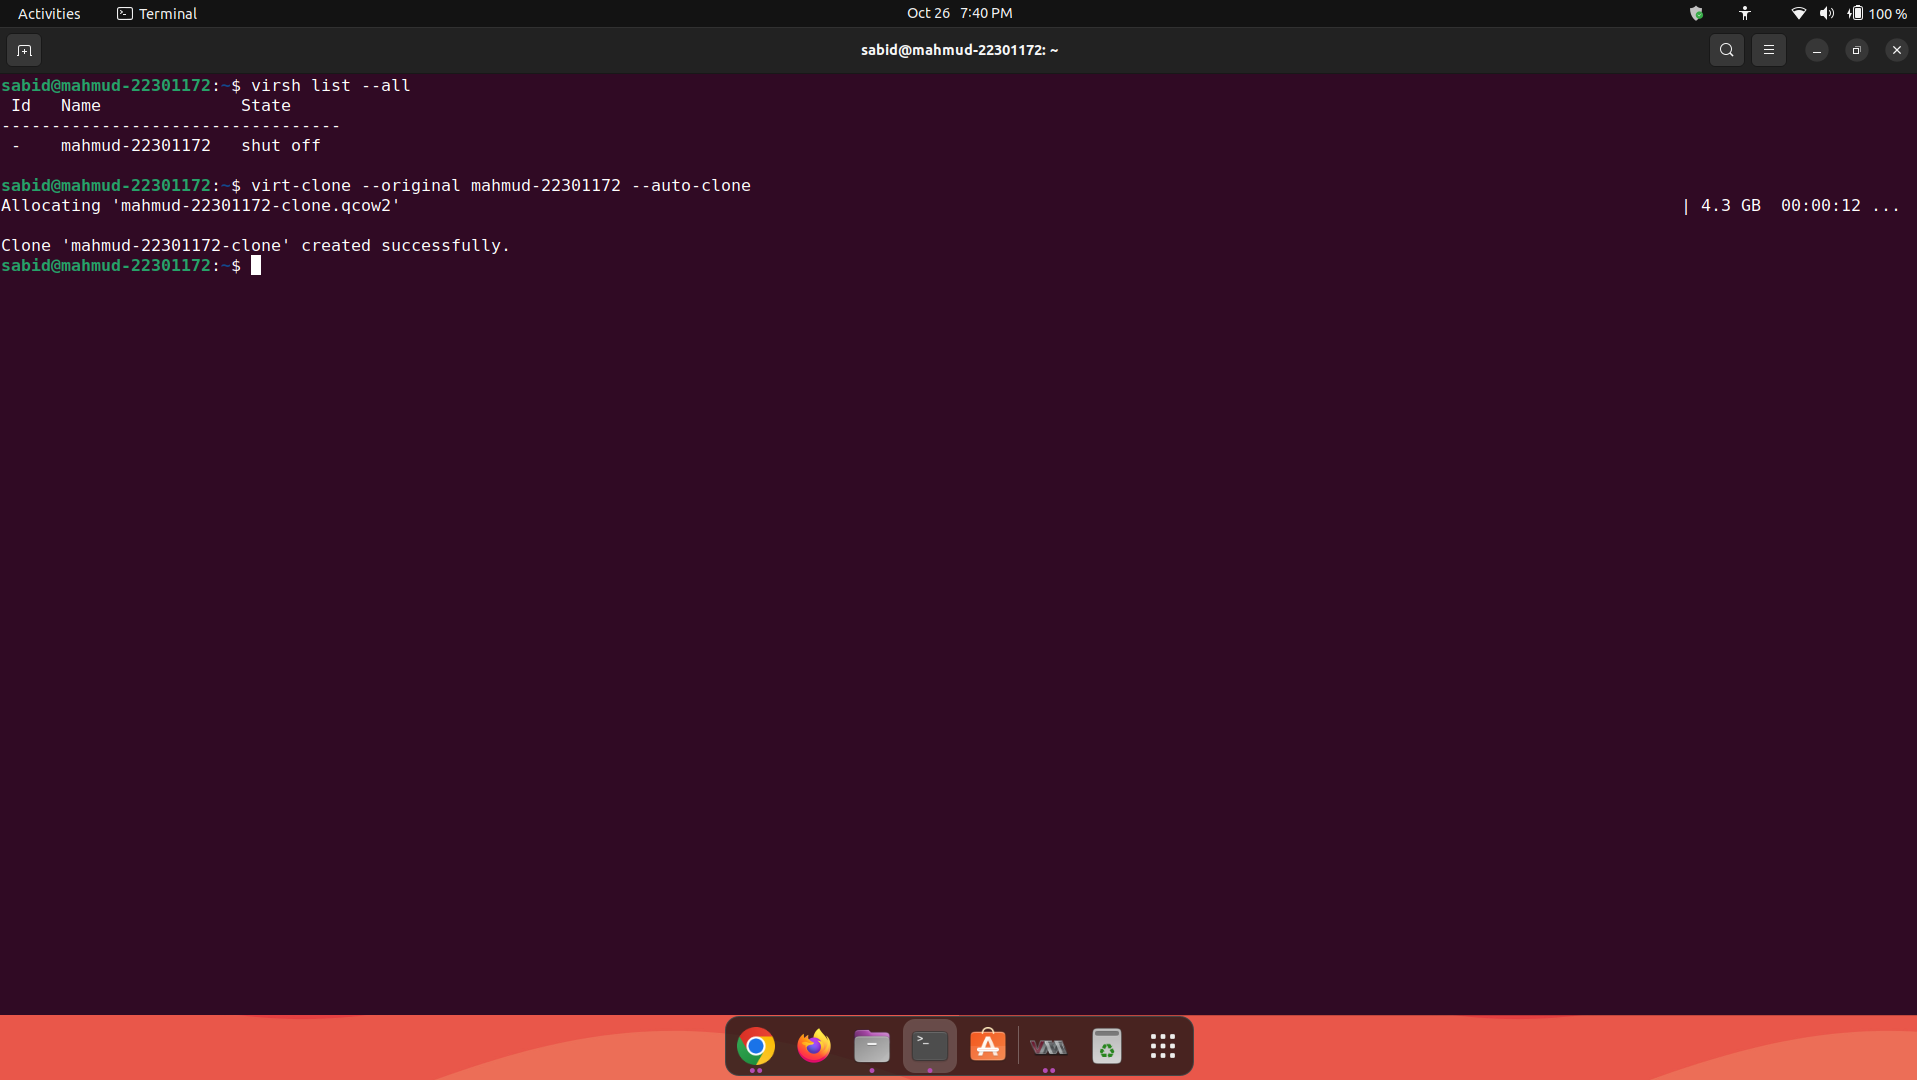 Activities Terminal Oct 26 7:40 PM 100 %
sabid@mahmud-22301172: ~
sabid@mahmud-22301172:~$ virsh list --all
 Id   Name              State
----------------------------------
 -    mahmud-22301172   shut off
sabid@mahmud-22301172:~$ virt-clone --original mahmud-22301172 --auto-clone
Allocating 'mahmud-22301172-clone.qcow2' | 4.3 GB  00:00:12 ...
Clone 'mahmud-22301172-clone' created successfully.
sabid@mahmud-22301172:~$